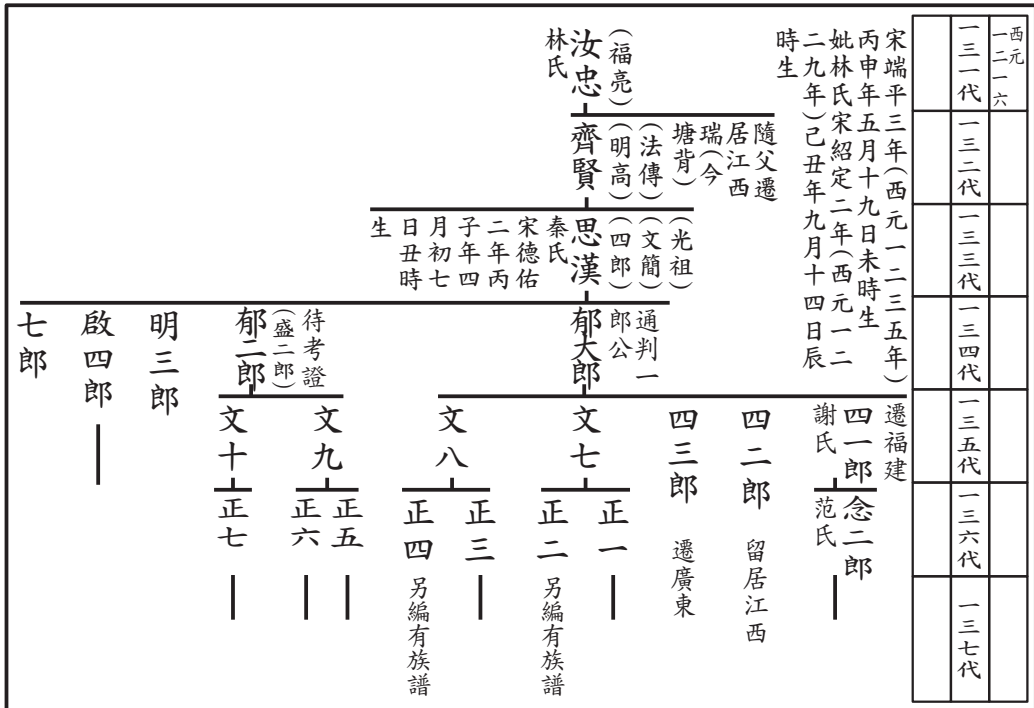 西元
一二一六
一三一代
一三二代
一三三代
一三四代
一三五代
一三六代
一三七代
宋端平三年(西元一二三五年)
丙申年五月十九日未時生
妣林氏宋紹定二年(西元一二
二九年)己丑年九月十四日辰
時生
(福亮)
汝忠
林氏
隨父遷
居江西
瑞(今
塘背)
(法傳)
(明高)
齊賢
(光祖)
(文簡)
(四郎)
思漢
秦氏
宋德佑
二年丙
子年四
月初七
日丑時
生
通判一
郎公
郁大郎
待考證
(盛二郎)
郁二郎
明三郎
啟四郎
七郎
遷福建
四一郎
謝氏
四二郎
留居江西
四三郎
遷廣東
文七
文八
文九
文十
念二郎
范氏
正一
正二
另編有族譜
正三
正四
另編有族譜
正五
正六
正七